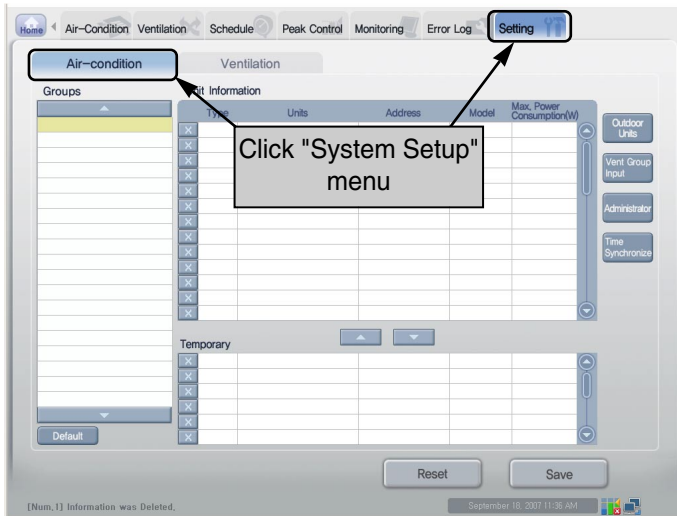 Home Air-Condition Ventilation Schedule Peak Control Monitoring Error Log Setting
Air-condition Ventilation
Groups
it Information
Type Units Address Model Max, Power Consumption(W)
Click "System Setup"
menu
Outdoor
Units
Vent Group
Input
Administrator
Time
Synchronize
X
X
X
X
X
X
X
X
X
X
X
X
X
Temporary
X
X
X
X
X
X
Default
Reset Save
[Num,1] Information was Deleted, September 18, 2007 11:36 AM